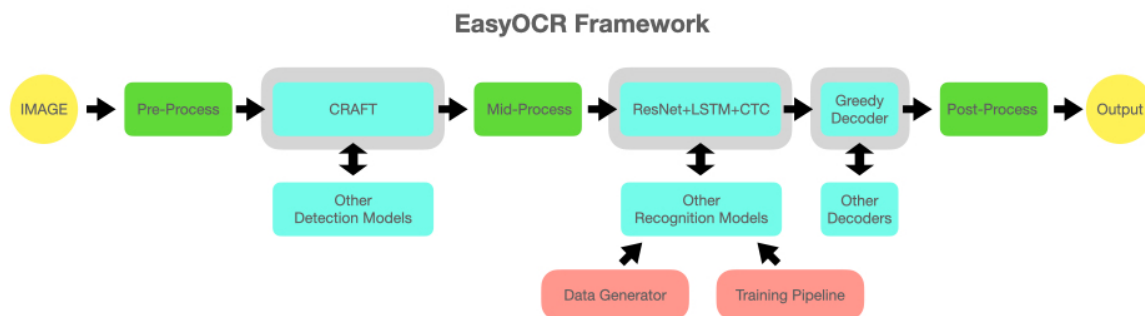 EasyOCR Framework
IMAGE
Pre-Process
CRAFT
Mid-Process
ResNet+LSTM+CTC
Greedy
Decoder
Post-Process
Output
Other
Detection Models
Other
Recognition Models
Other
Decoders
Data Generator
Training Pipeline